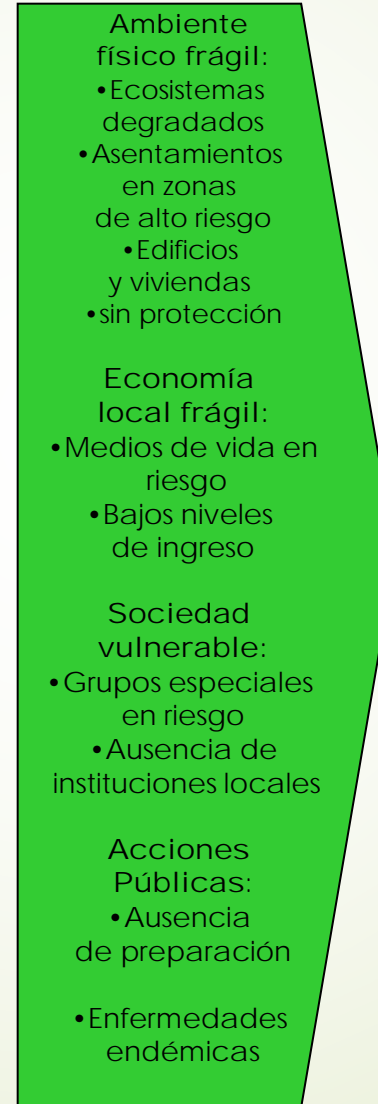 Ambiente
físico frágil:
•Ecosistemas
degradados
•Asentamientos
en zonas
de alto riesgo
•Edificios
y viviendas
•sin protección
Economía
local frágil:
•Medios de vida en
riesgo
•Bajos niveles
de ingreso
Sociedad
vulnerable:
•Grupos especiales
en riesgo
•Ausencia de
instituciones locales
Acciones
Públicas:
•Ausencia
de preparación
•Enfermedades
endémicas